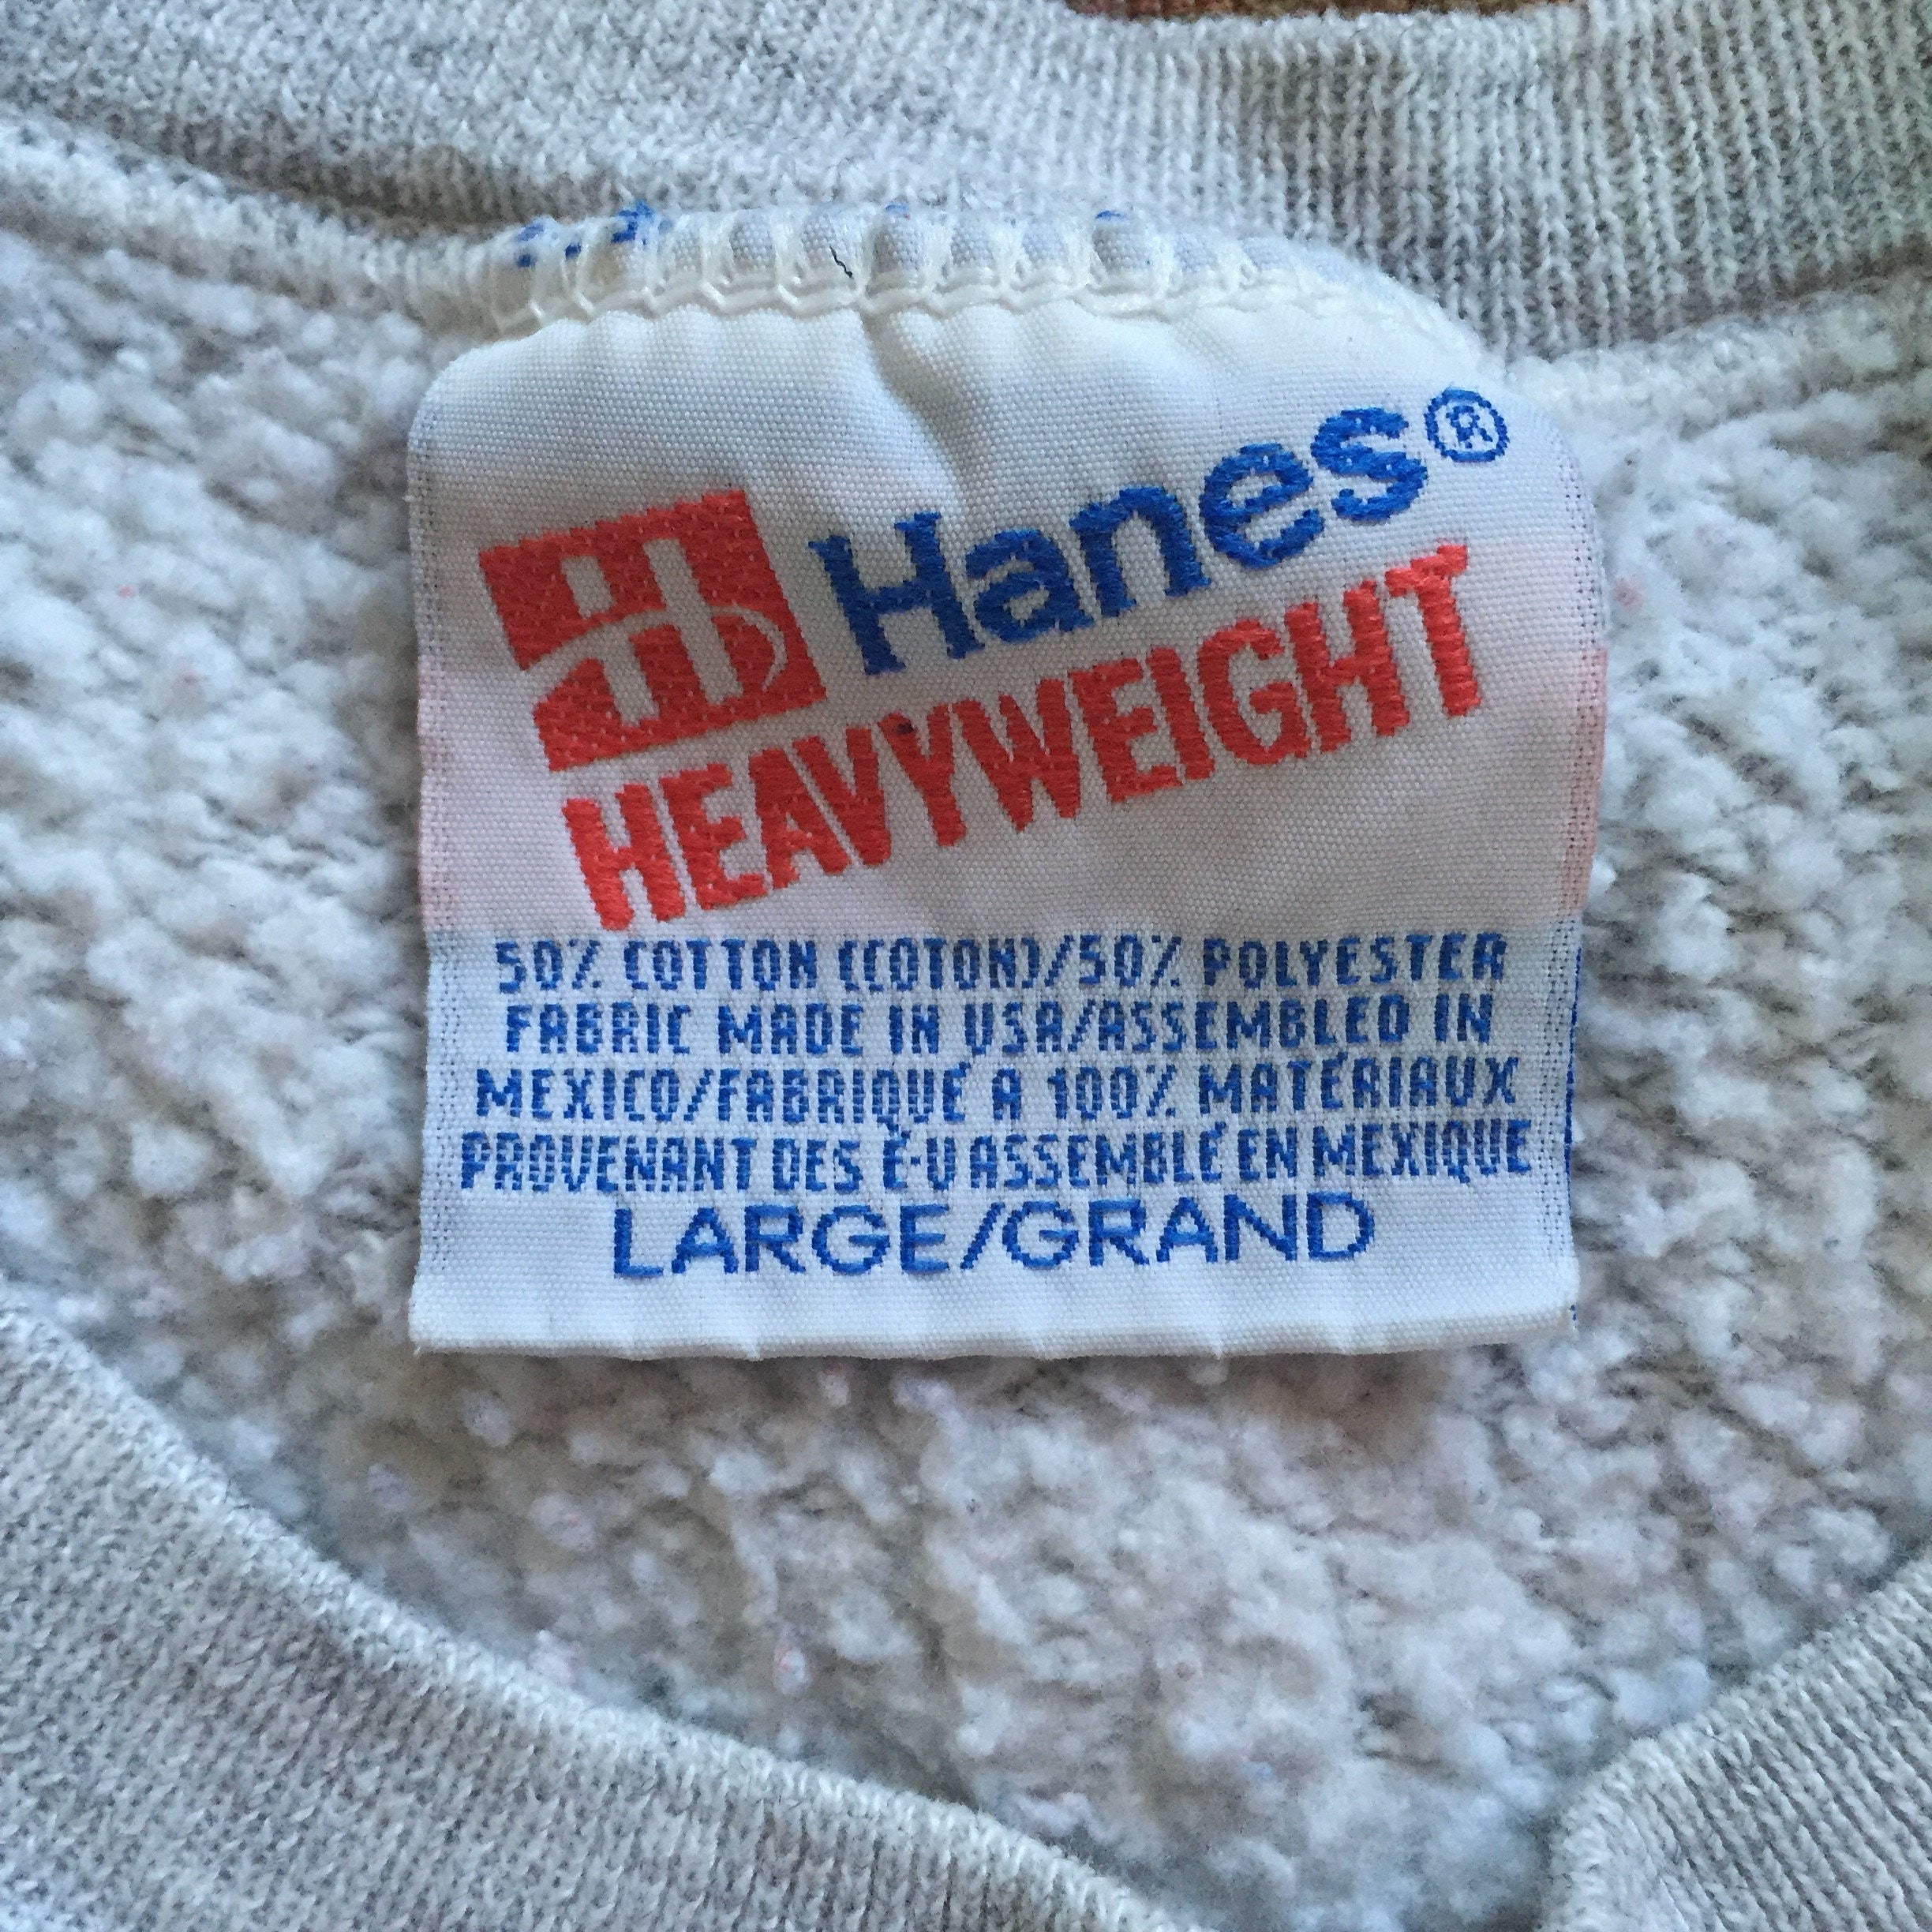 Hanes®
HEAVYWEIGHT
50% COTTON (COTON)/50% POLYESTER
FABRIC MADE IN USA/ASSEMBLED IN
MEXICO/FABRIQUÉ A 100% MATÉRIAUX
PROVENANT DES É-U ASSEMBLÉ EN MEXIQUE
LARGE/GRAND